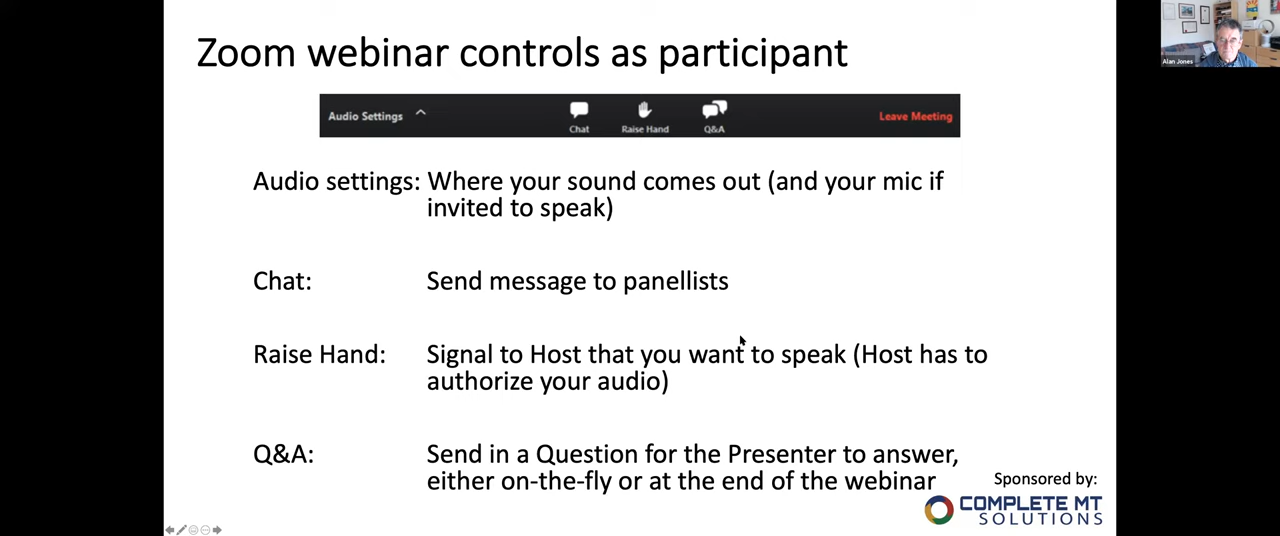 Zoom webinar controls as participant
Alan Jones
Audio Settings
Chat
Raise Hand
Q&A
Leave Meeting
Audio settings: Where your sound comes out (and your mic if
invited to speak)
Chat: Send message to panellists
Raise Hand: Signal to Host that you want to speak (Host has to
authorize your audio)
Q&A: Send in a Question for the Presenter to answer,
either on-the-fly or at the end of the webinar
Sponsored by:
COMPLETE MT
SOLUTIONS